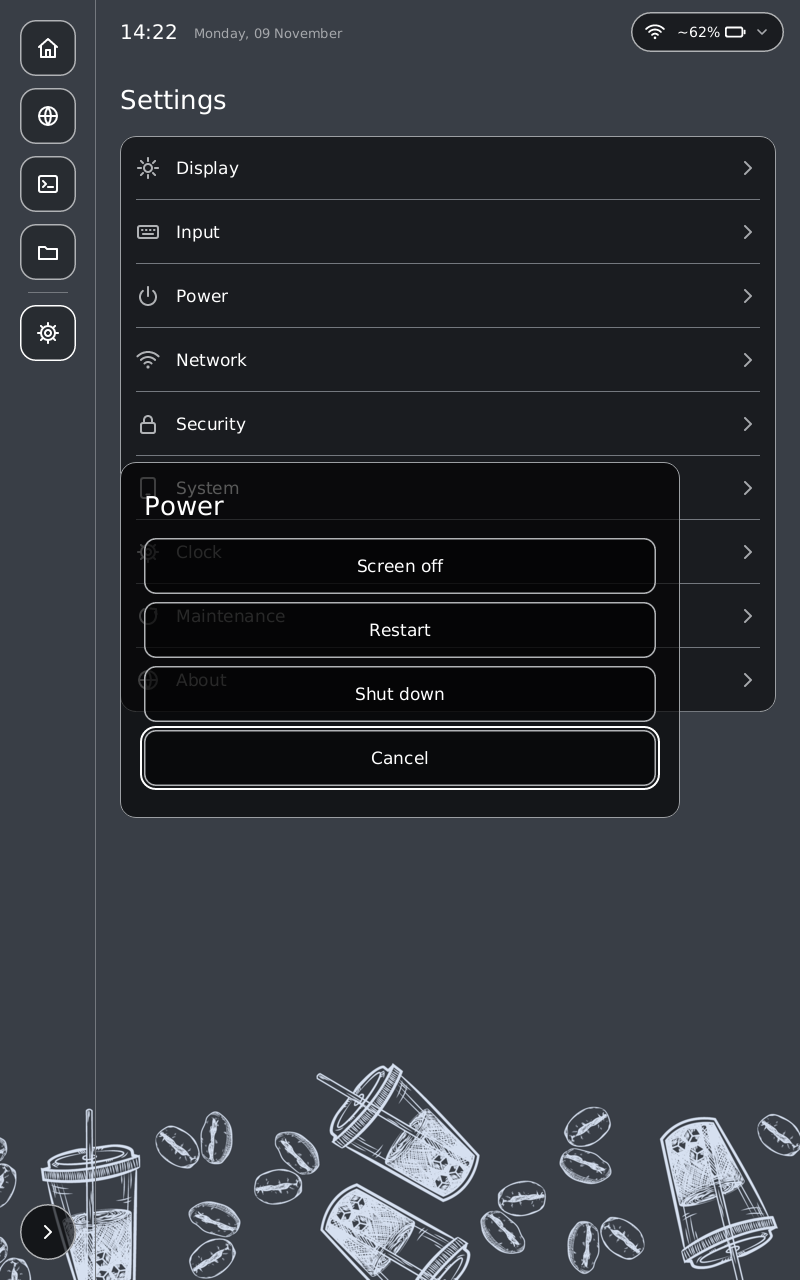 14:22 Monday, 09 November ~62%
Settings
Display
Input
Power
Network
Security
System
Power
Clock
Screen off
Maintenance
Restart
About
Shut down
Cancel